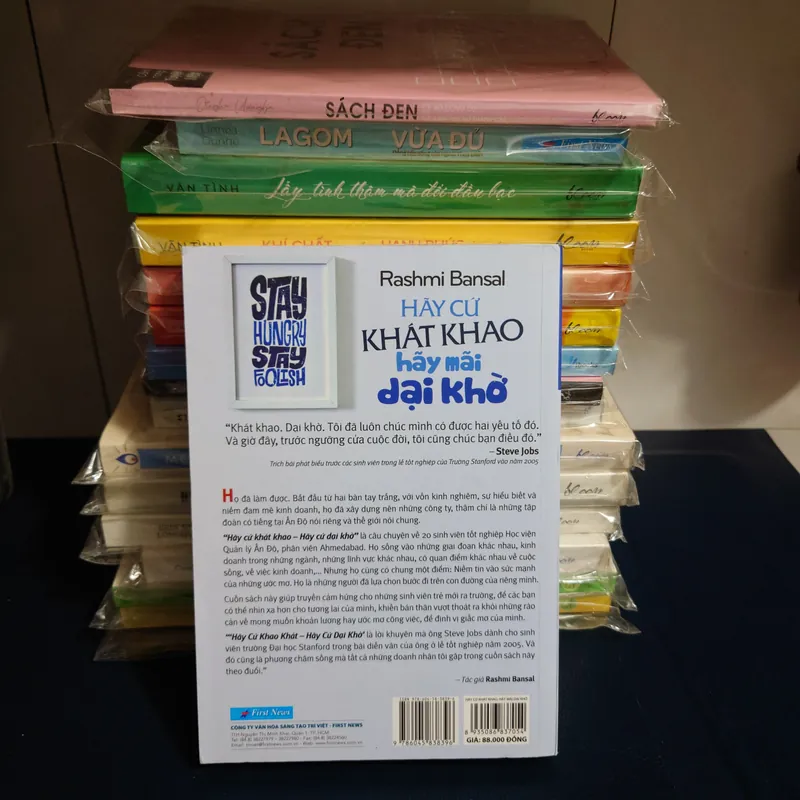 SÁCH ĐEN
SÁCH ĐEN
LAGOM VỪA ĐỦ
VÃN TÌNH Lấy tình thâm mà đổi đầu bạc
VÃN TÌNH
STAY
HUNGRY
STAY
FOOLISH
Rashmi Bansal
HÃY CỨ
KHÁT KHAO
hãy mãi
dại khờ
“Khát khao. Dại khờ. Tôi đã luôn chúc mình có được hai yếu tố đó.
Và giờ đây, trước ngưỡng cửa cuộc đời, tôi cũng chúc bạn điều đó.”
– Steve Jobs
Trích bài phát biểu trước các sinh viên trong lễ tốt nghiệp của Trường Stanford vào năm 2005
Họ đã làm được. Bắt đầu từ hai bàn tay trắng, với vốn kinh nghiệm, sự hiểu biết và
niềm đam mê kinh doanh, họ đã xây dựng nên những công ty, thậm chí là những tập
đoàn có tiếng tại Ấn Độ nói riêng và thế giới nói chung.
“Hãy cứ khát khao – Hãy cứ dại khờ” là câu chuyện về 20 sinh viên tốt nghiệp Học viện
Quản lý Ấn Độ, phân viện Ahmedabad. Họ sống vào những giai đoạn khác nhau, kinh
doanh trong những ngành, những lĩnh vực khác nhau, có quan điểm khác nhau về cuộc
sống, về việc kinh doanh,... Nhưng họ cùng có chung một điểm: Niềm tin vào sức mạnh
của những ước mơ. Họ là những người đã lựa chọn bước đi trên con đường của riêng mình.
Cuốn sách này giúp truyền cảm hứng cho những sinh viên trẻ mới ra trường, để các bạn
có thể nhìn xa hơn cho tương lai của mình, khiến bản thân vượt thoát ra khỏi những rào
cản về mong muốn khoản lương hay ước mơ công việc, để định vị giấc mơ của mình.
““Hãy Cứ Khao Khát – Hãy Cứ Dại Khờ” là lời khuyên mà ông Steve Jobs dành cho sinh
viên trường Đại học Stanford trong bài diễn văn của ông ở lễ tốt nghiệp năm 2005. Và
đó cũng là phương châm sống mà tất cả những doanh nhân tôi gặp trong cuốn sách này
theo đuổi.”
– Tác giả Rashmi Bansal
First News
CÔNG TY VĂN HÓA SÁNG TẠO TRÍ VIỆT - FIRST NEWS
9 786045 838396
8 935086 837054
GIÁ: 88.000 ĐỒNG